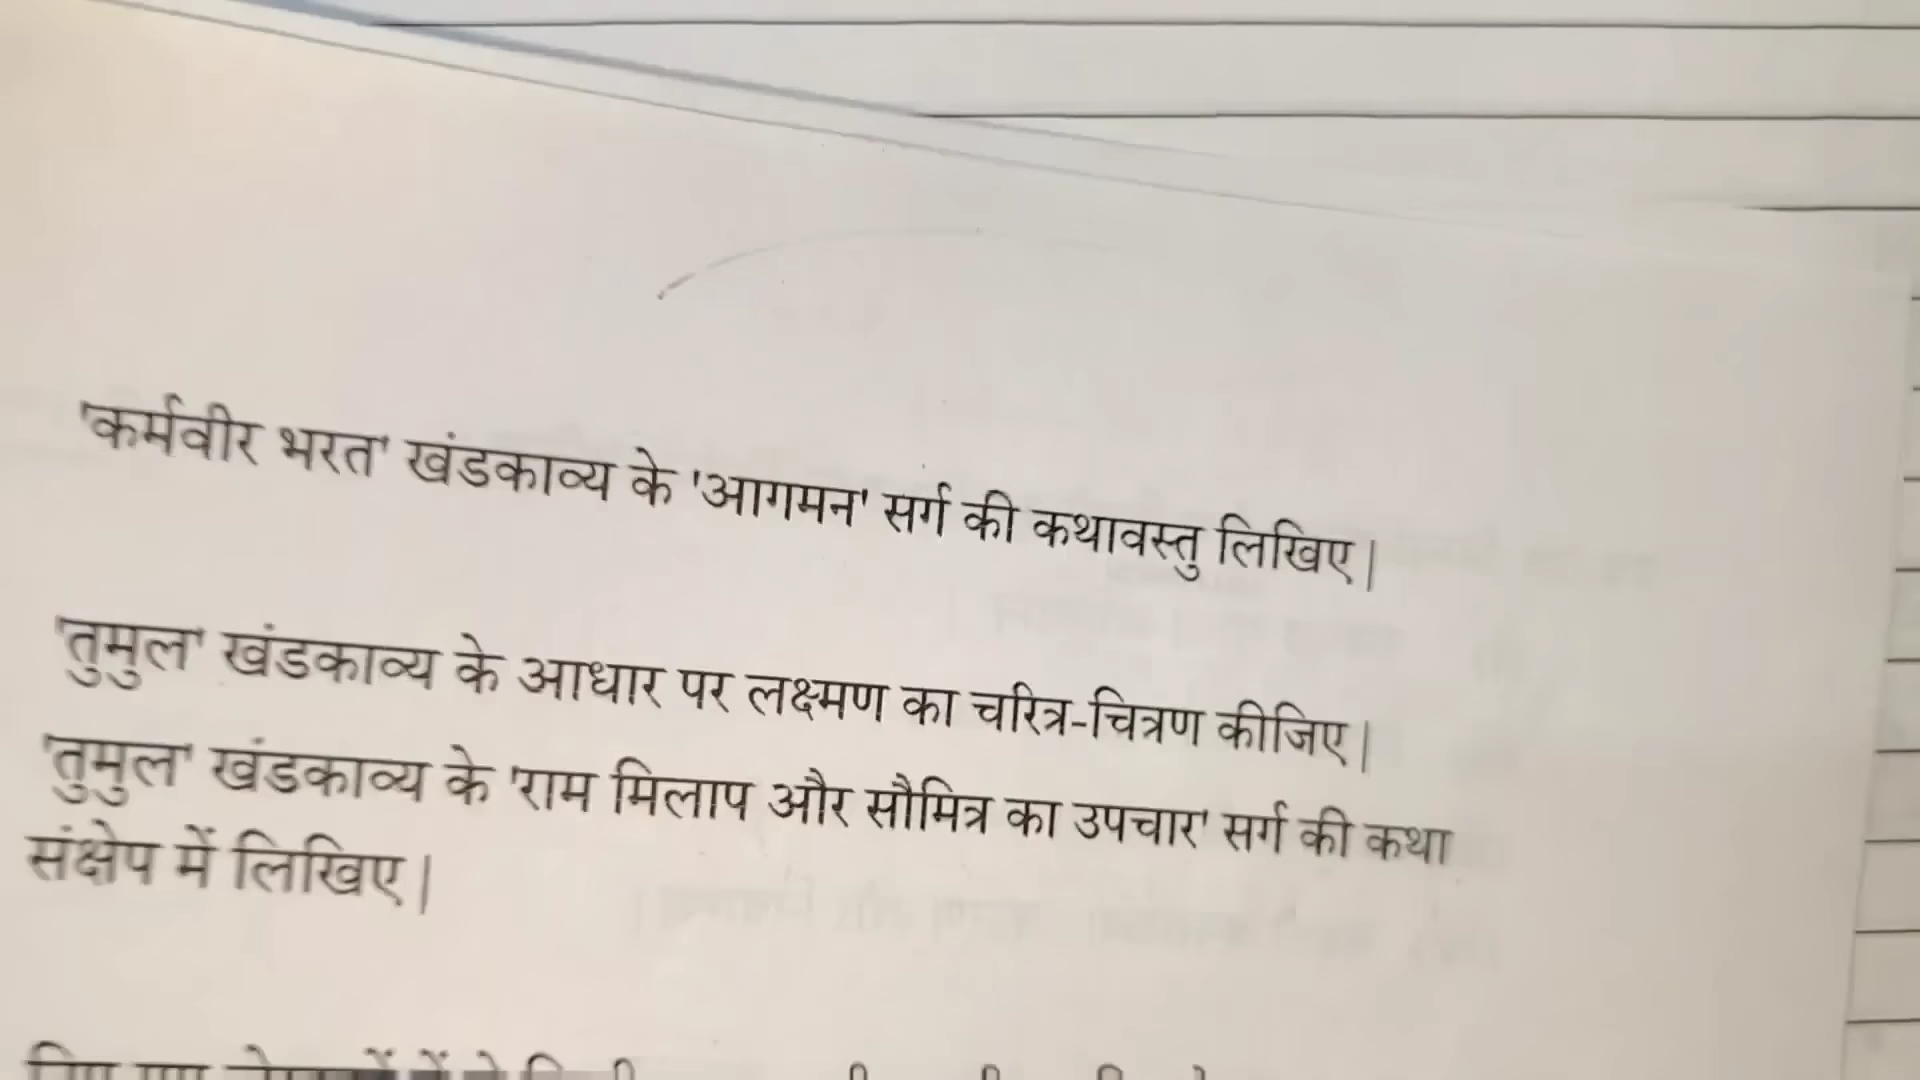 'कर्मवीर भरत' खंडकाव्य के 'आगमन' सर्ग की कथावस्तु लिखिए।
'तुमुल' खंडकाव्य के आधार पर लक्ष्मण का चरित्र-चित्रण कीजिए।
'तुमुल' खंडकाव्य के 'राम मिलाप और सौमित्र का उपचार' सर्ग की कथा
संक्षेप में लिखिए।